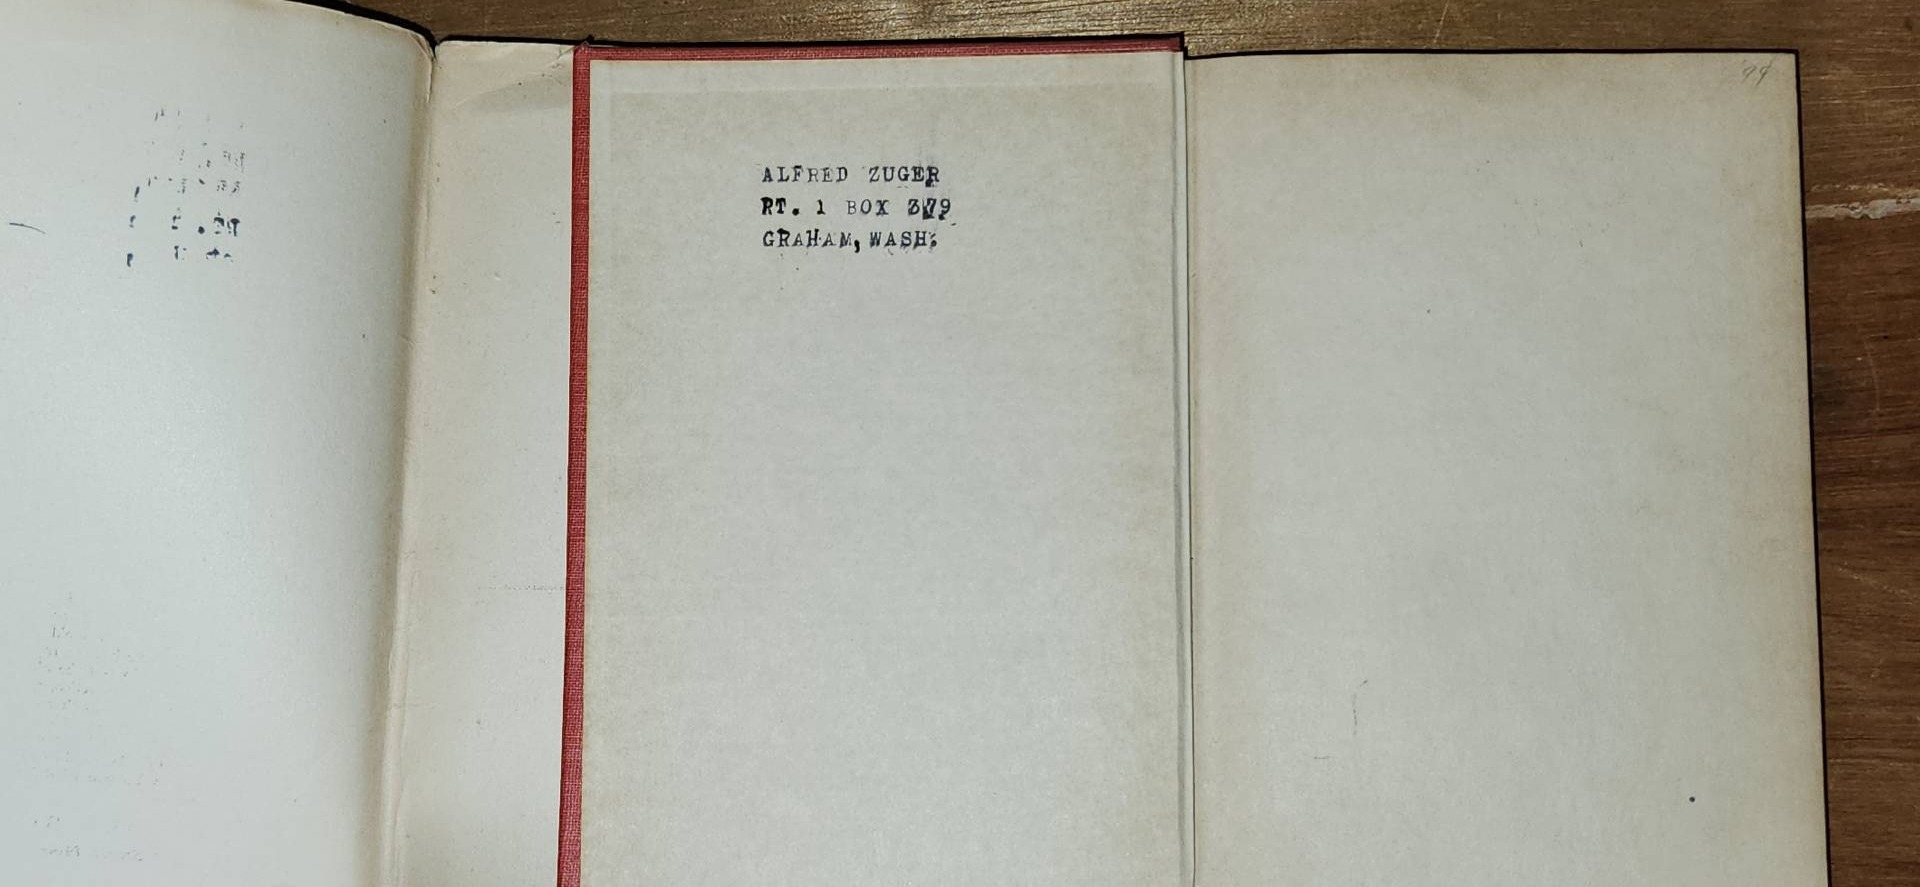 ALFRED ZUGER
RT. 1 BOX 379
GRAHAM, WASH.